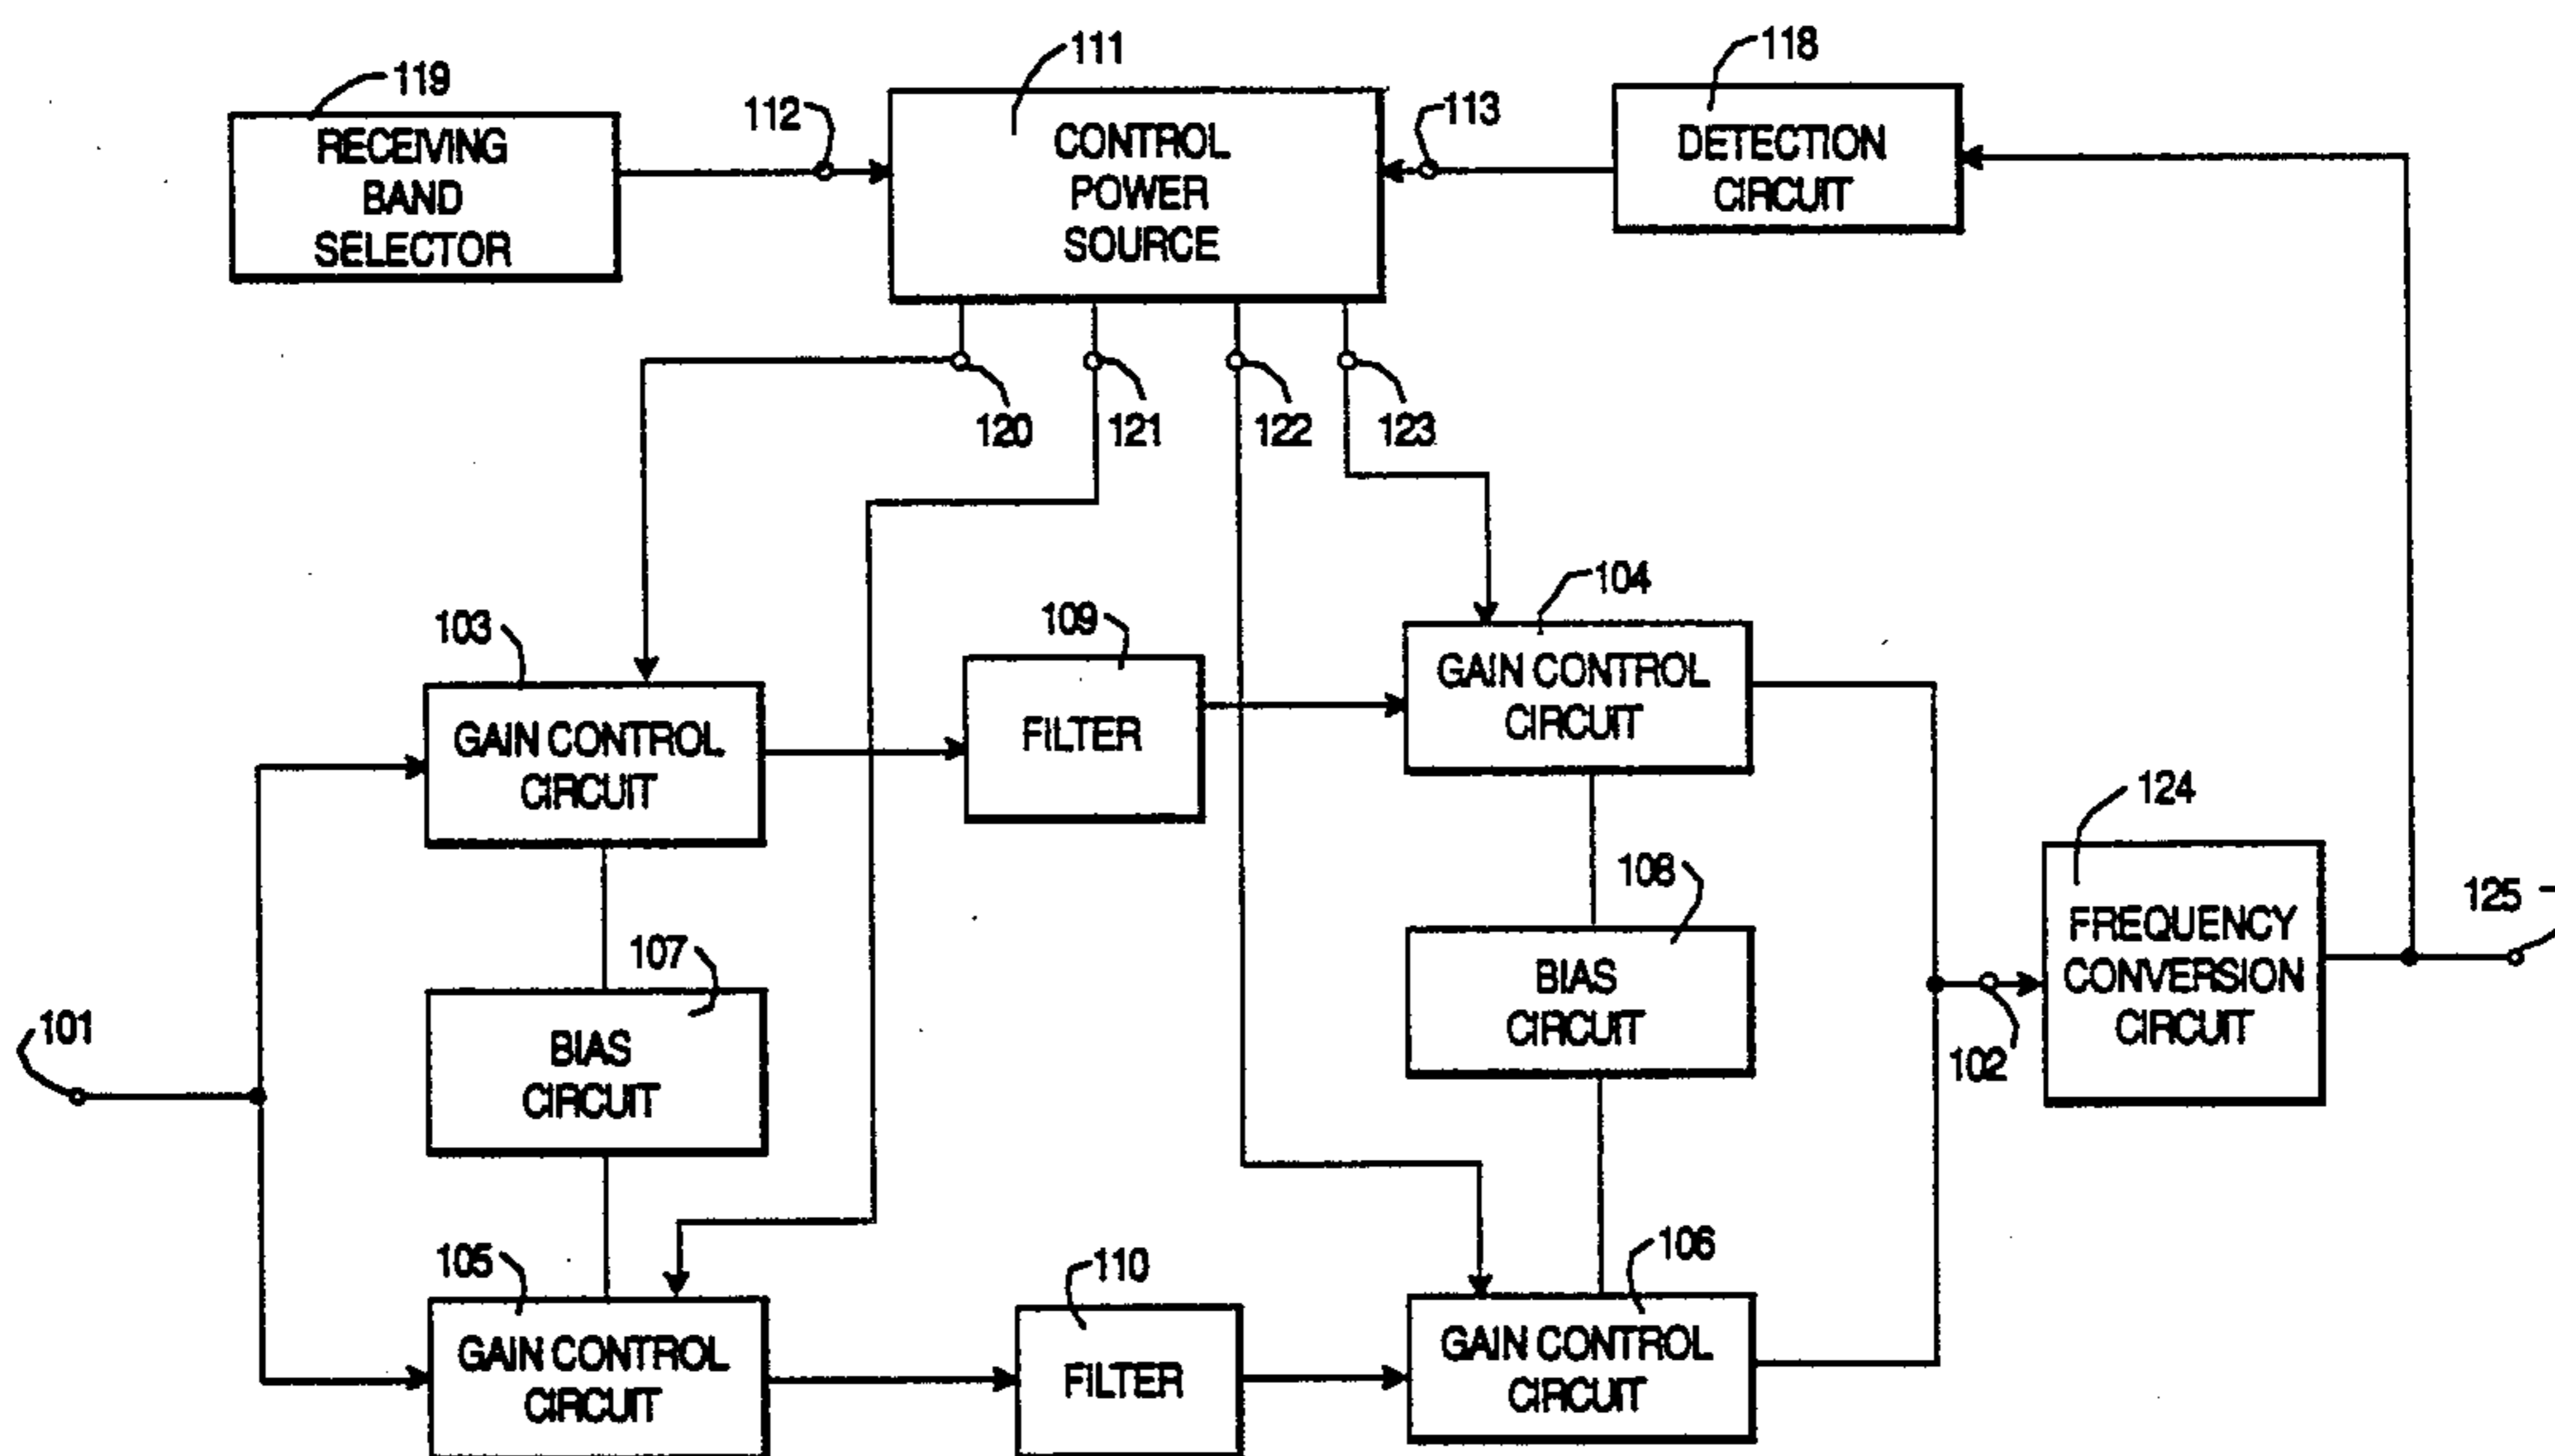 119
RECEIVING
BAND
SELECTOR
112
111
CONTROL
POWER
SOURCE
113
118
DETECTION
CIRCUIT
120
121
122
123
103
GAIN CONTROL
CIRCUIT
109
FILTER
104
GAIN CONTROL
CIRCUIT
107
BIAS
CIRCUIT
108
BIAS
CIRCUIT
101
102
124
FREQUENCY
CONVERSION
CIRCUIT
125
105
GAIN CONTROL
CIRCUIT
110
FILTER
106
GAIN CONTROL
CIRCUIT